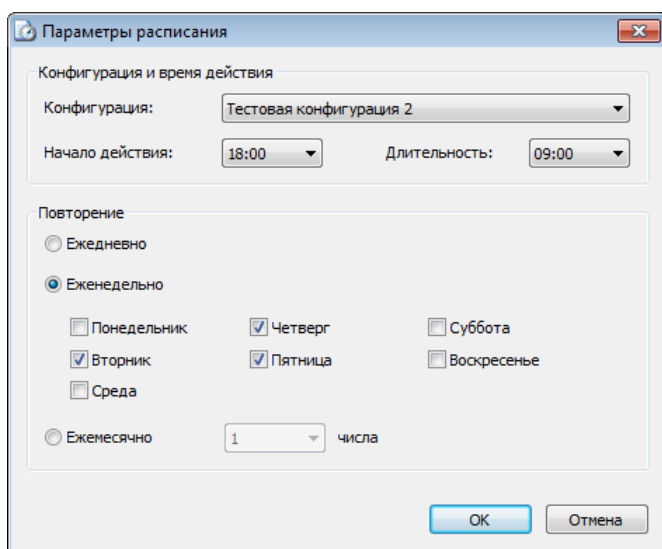 Параметры расписания
Конфигурация и время действия
Конфигурация: Тестовая конфигурация 2
Начало действия: 18:00 Длительность: 09:00
Повторение
Ежедневно
Еженедельно
Понедельник Четверг Суббота
Вторник Пятница Воскресенье
Среда
Ежемесячно 1 числа
OK Отмена